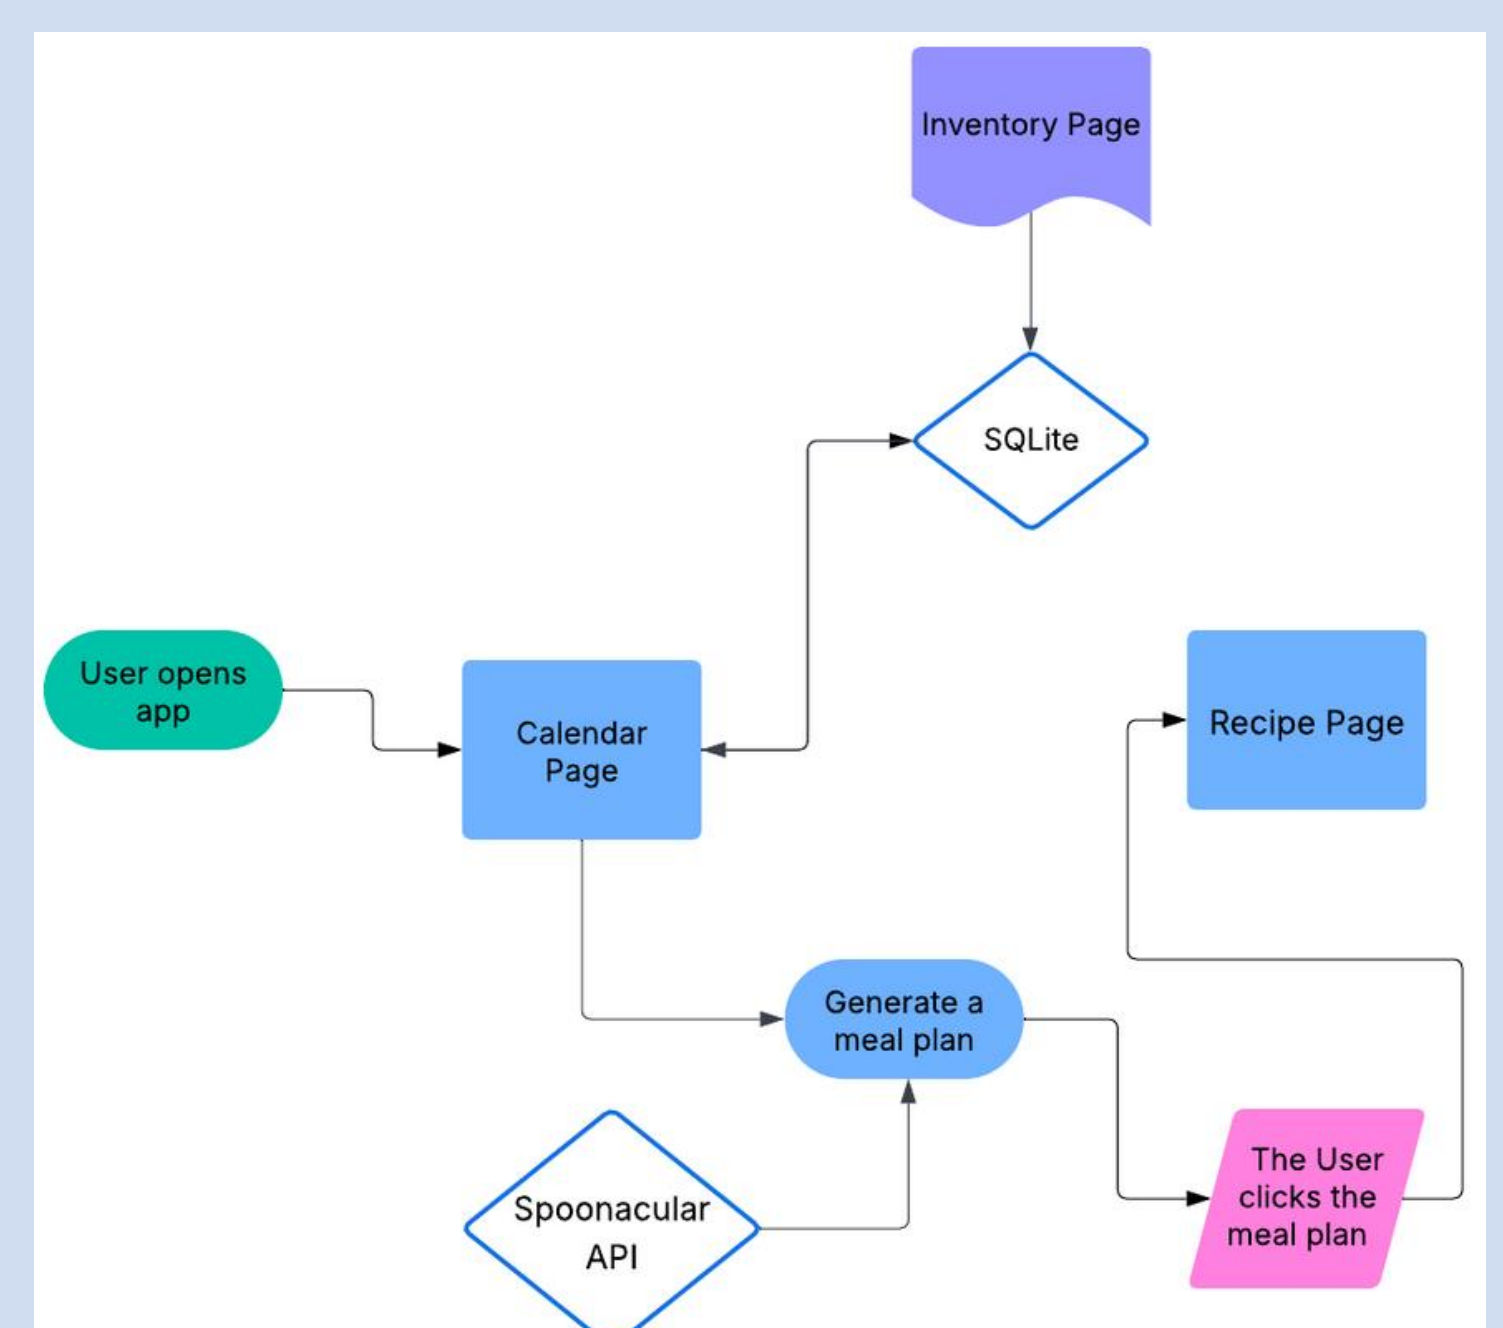 Inventory Page
SQLite
User opens
app
Calendar
Page
Recipe Page
Generate a
meal plan
Spoonacular
API
The User
clicks the
meal plan